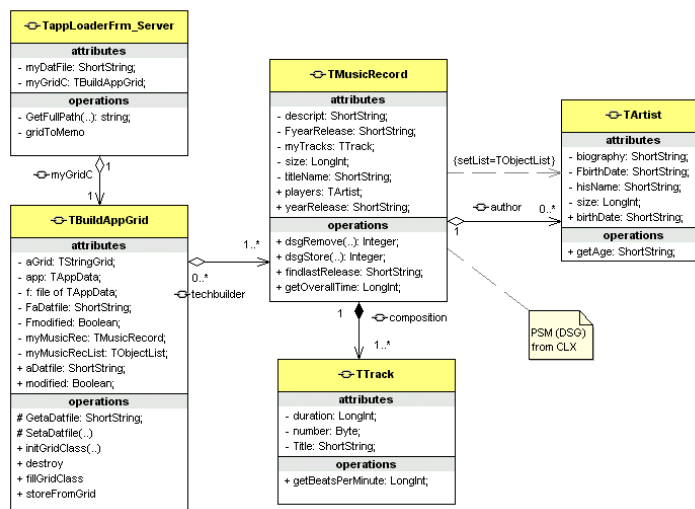 TappLoaderFrm_Server
attributes
- myDatFile: ShortString;
- myGridC: TBuildAppGrid;
operations
- GetFullPath(..): string;
- gridToMemo
1
myGridC
1
TBuildAppGrid
attributes
- aGrid: TStringGrid;
- app: TAppData;
- f: file of TAppData;
- FaDatfile: ShortString;
- Fmodified: Boolean;
- myMusicRec: TMusicRecord;
- myMusicRecList: TObjectList;
+ aDatfile: ShortString;
+ modified: Boolean;
operations
# GetaDatfile: ShortString;
# SetaDatfile(..)
+ initGridClass(..)
+ destroy
+ fillGridClass
+ storeFromGrid
1..*
0..*
techbuilder
TMusicRecord
attributes
- descript: ShortString;
- FyearRelease: ShortString;
- myTracks: TTrack;
- size: LongInt;
- titleName: ShortString;
+ players: TArtist;
+ yearRelease: ShortString;
operations
+ dsgRemove(..): Integer;
+ dsgStore(..): Integer;
+ findlastRelease: ShortString;
+ getOverallTime: LongInt;
{setList=TObjectList}
author
0..*
1
TArtist
attributes
- biography: ShortString;
- FbirthDate: ShortString;
- hisName: ShortString;
- size: LongInt;
+ birthDate: ShortString;
operations
+ getAge: ShortString;
1
composition
1..*
PSM (DSG)
from CLX
TTrack
attributes
- duration: LongInt;
- number: Byte;
- Title: ShortString;
operations
+ getBeatsPerMinute: LongInt;